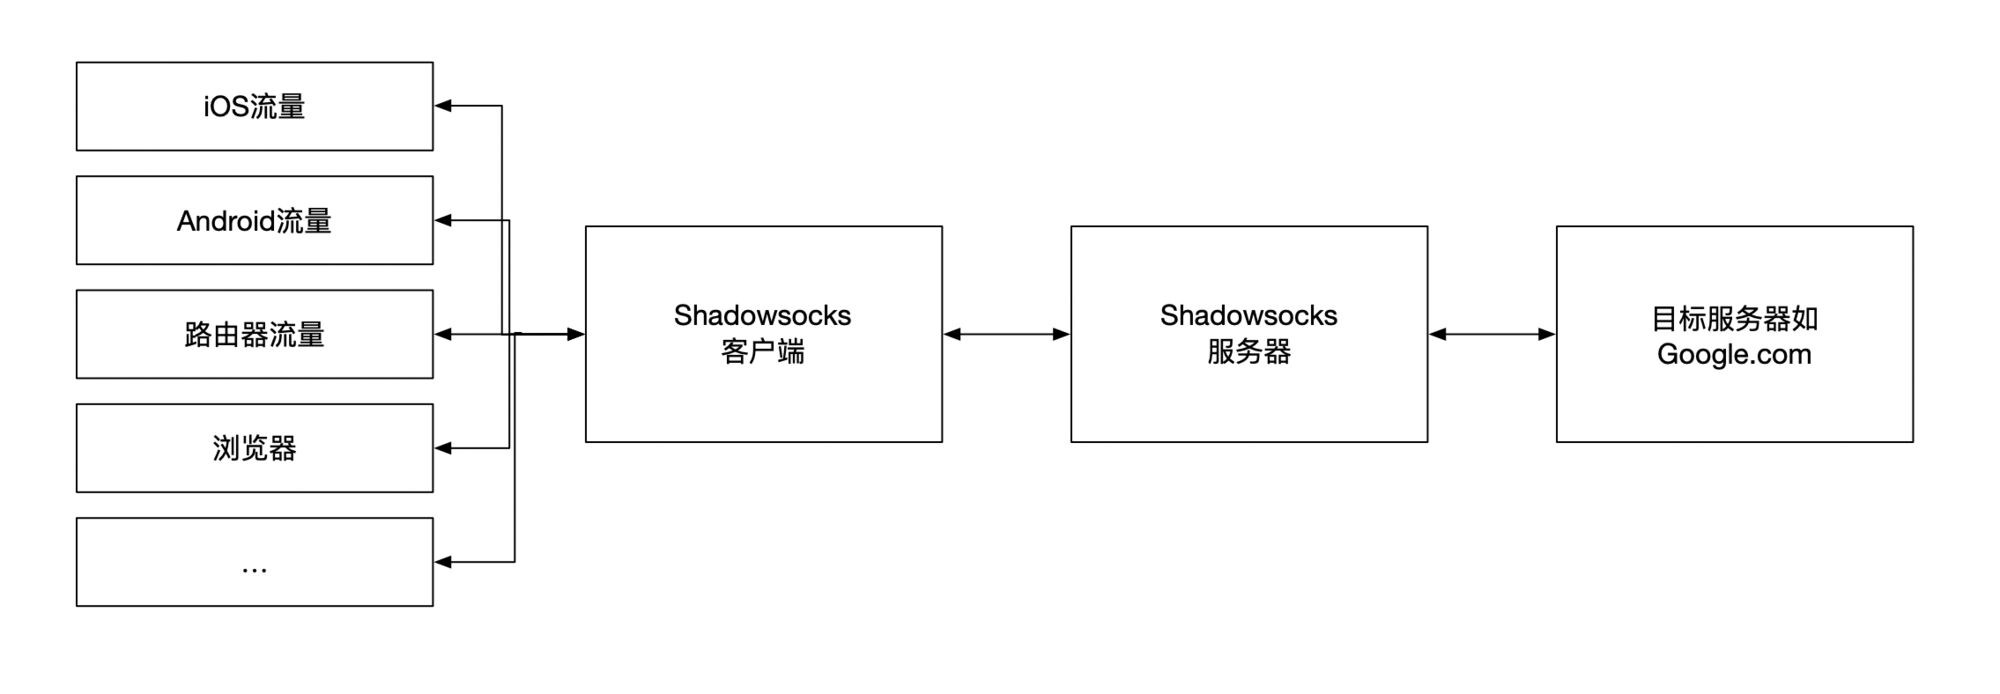 iOS流量
Android流量
路由器流量
浏览器
...
Shadowsocks
客户端
Shadowsocks
服务器
目标服务器如
Google.com